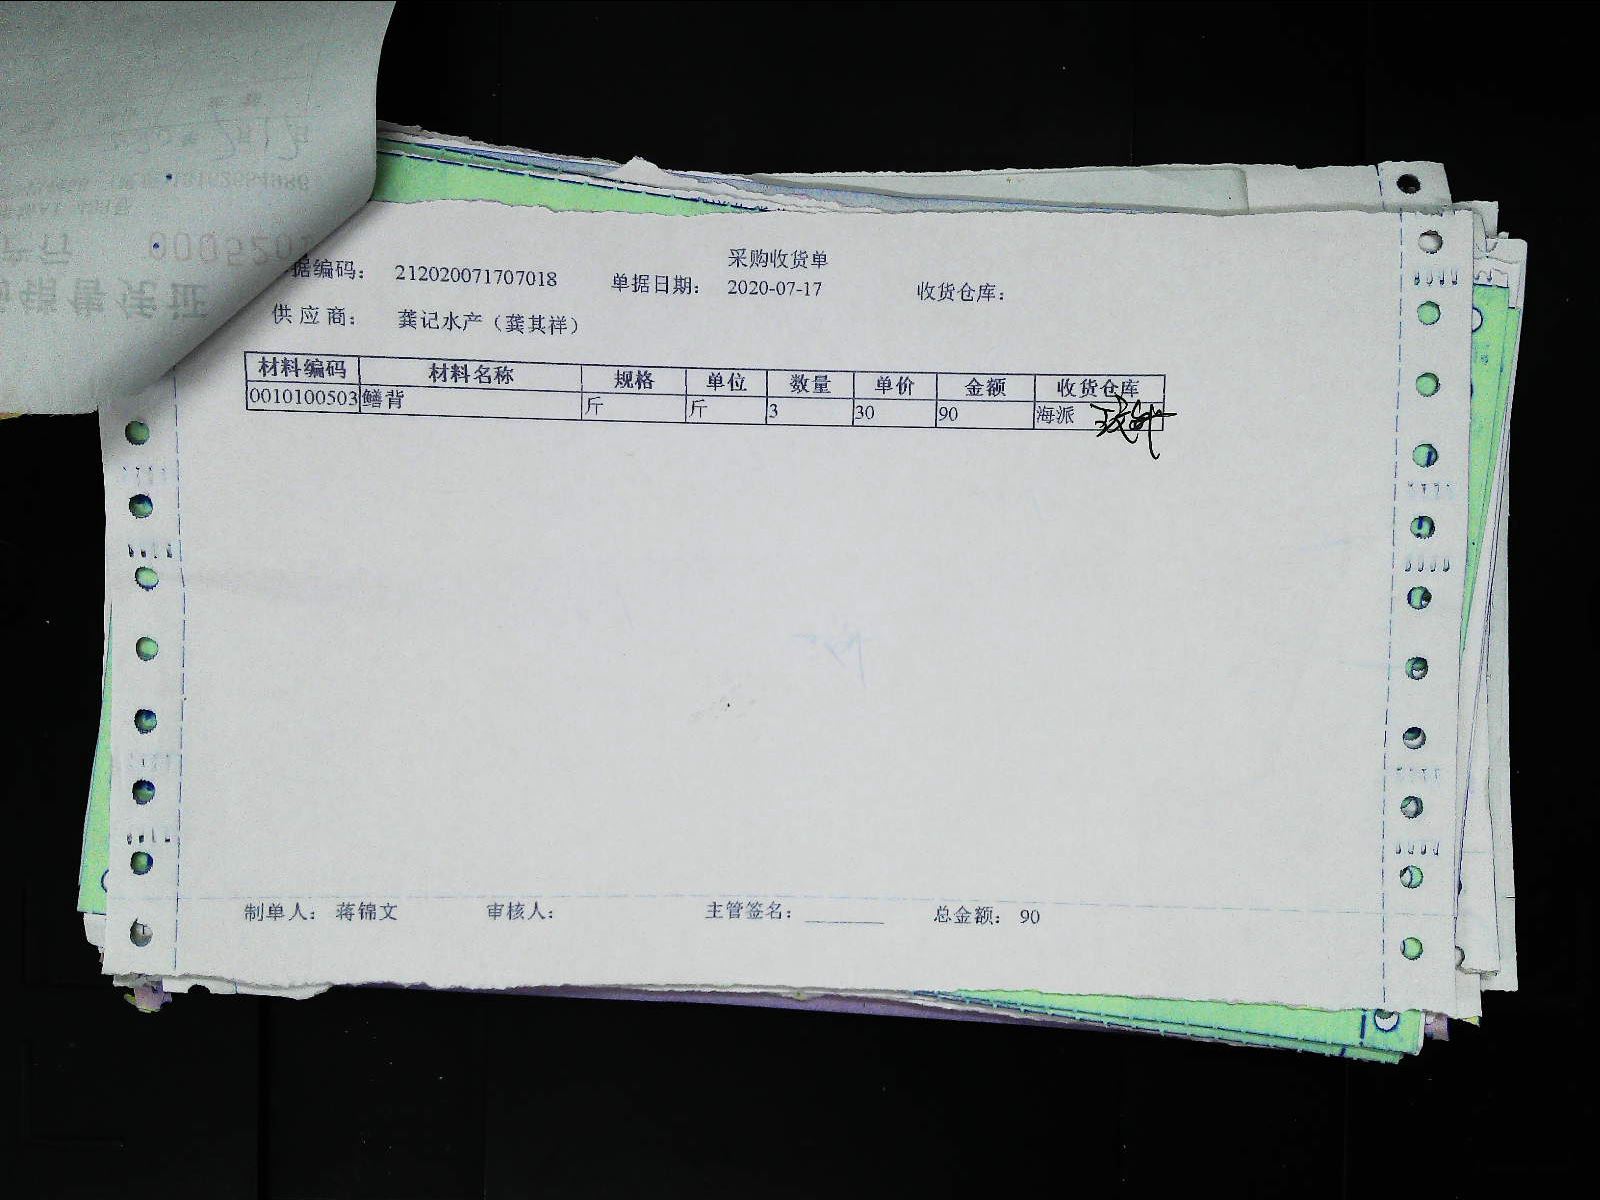 采购收货单
据编码: 212020071707018 单据日期: 2020-07-17 收货仓库:
供应商: 龚记水产（龚其祥）
材料编码 材料名称 规格 单位 数量 单价 金额 收货仓库
0010100503 鳝背 斤 斤 3 30 90 海派
制单人: 蒋锦文 审核人: 主管签名: ________ 总金额: 90